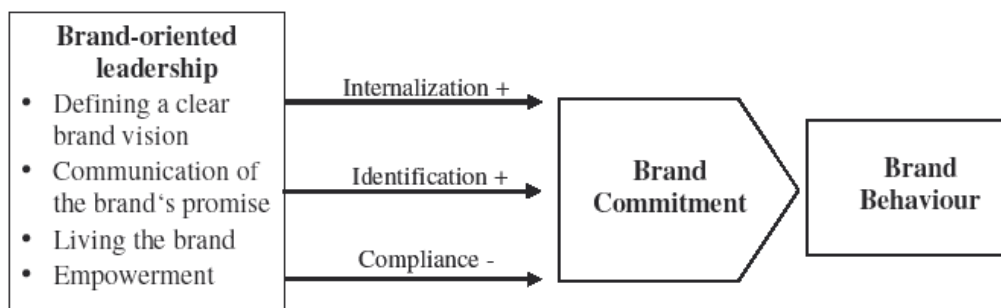 Brand-oriented
leadership
• Defining a clear
brand vision
• Communication of
the brand‘s promise
• Living the brand
• Empowerment
Internalization +
Identification +
Compliance -
Brand
Commitment
Brand
Behaviour